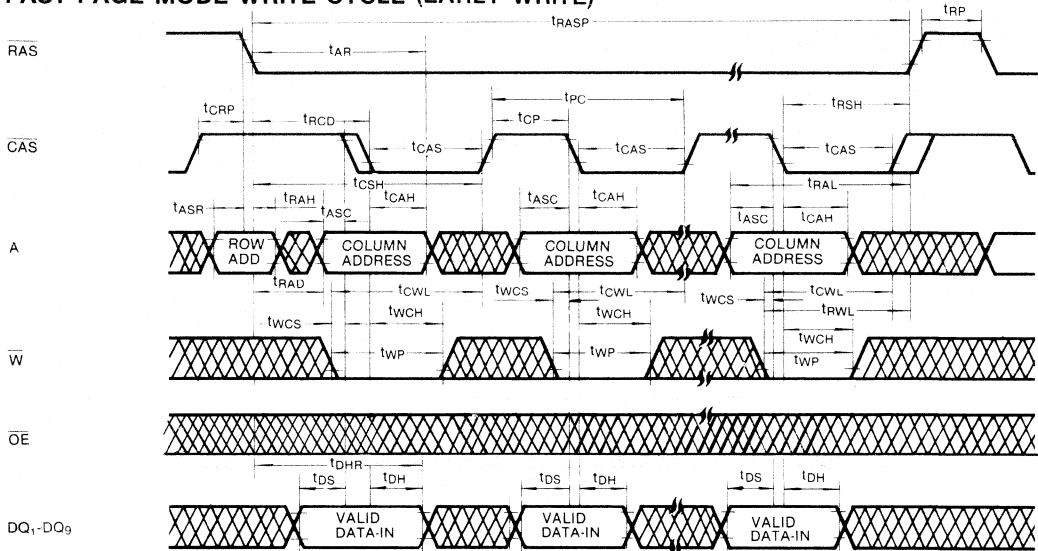 FAST PAGE MODE WRITE CYCLE (EARLY WRITE)
tRASP
tRP
RAS
tAR
tPC
tCRP
tRCD
tCP
tRSH
CAS
tCAS
tCAS
tCAS
tCSH
tRAL
tASR
tRAH
tASC
tCAH
tASC
tCAH
tASC
tCAH
A
ROW ADD
COLUMN ADDRESS
COLUMN ADDRESS
COLUMN ADDRESS
tRAD
tCWL
tWCS
tCWL
tWCS
tCWL
tRWL
tWCS
tWCH
tWCH
tWCH
W
tWP
tWP
tWP
OE
tDHR
tDS
tDH
tDS
tDH
tDS
tDH
DQ1-DQ9
VALID DATA-IN
VALID DATA-IN
VALID DATA-IN